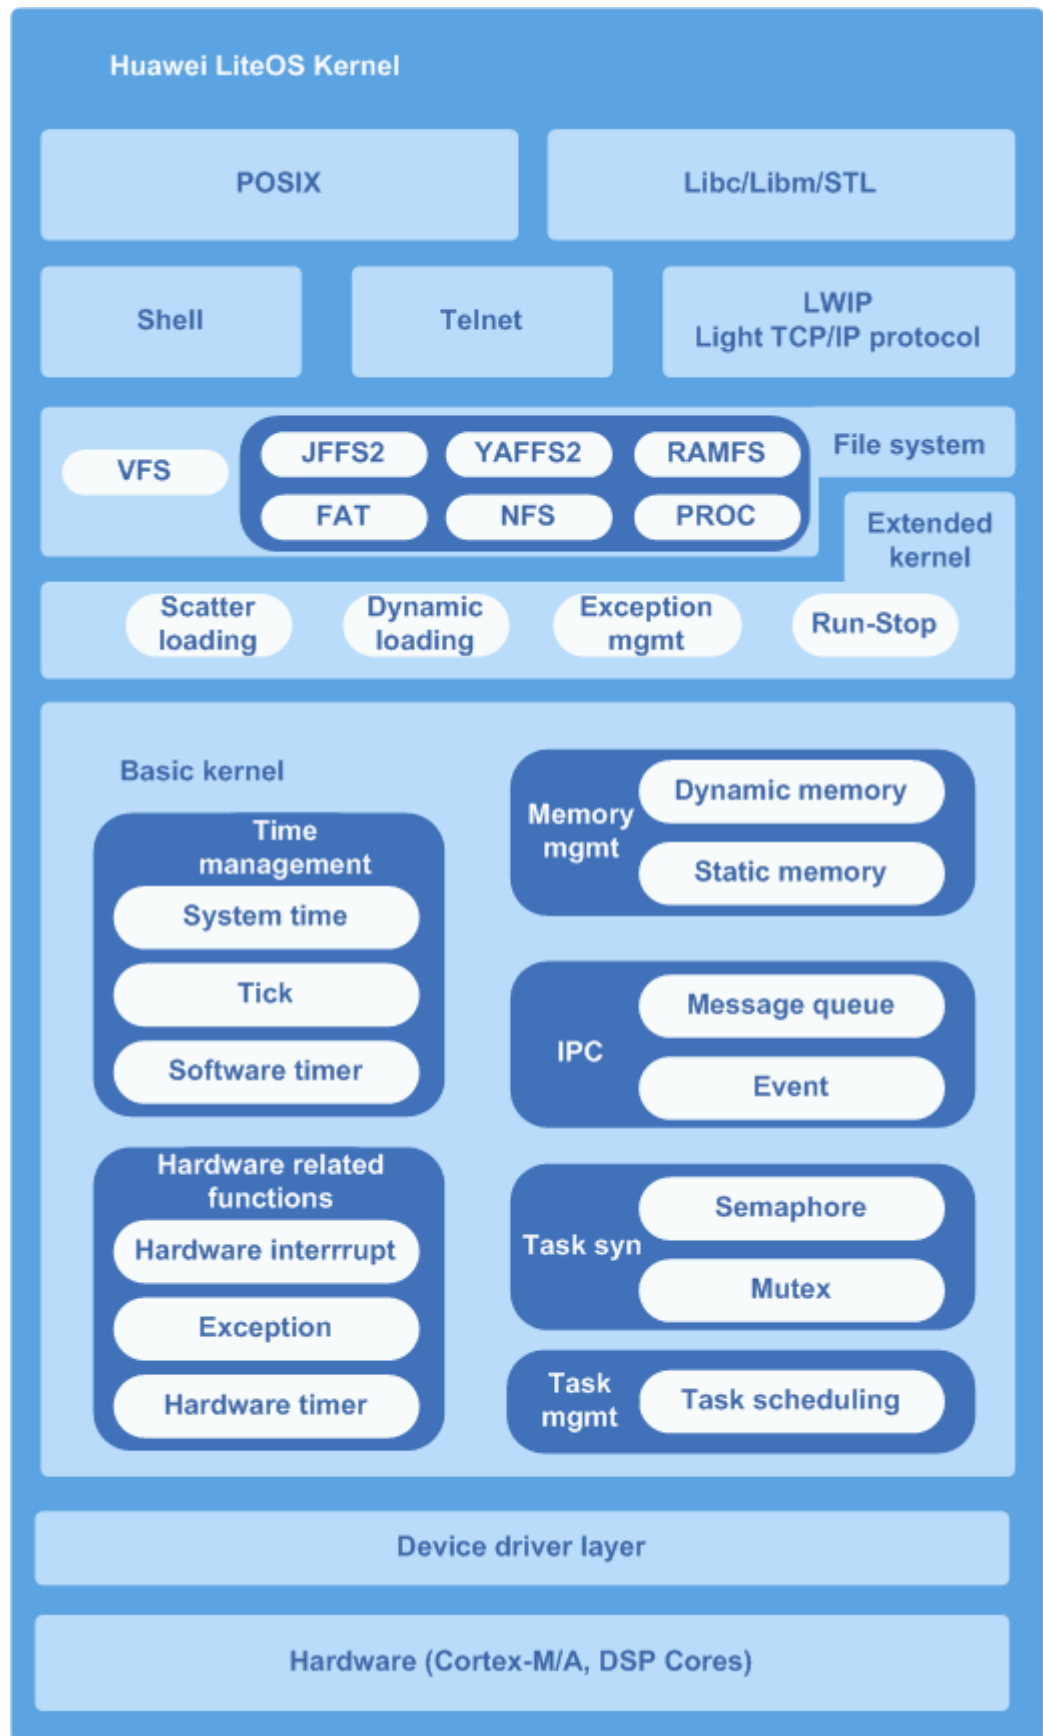 Huawei LiteOS Kernel
POSIX
Libc/Libm/STL
Shell
Telnet
LWIP
Light TCP/IP protocol
VFS
JFFS2
YAFFS2
RAMFS
FAT
NFS
PROC
File system
Extended
kernel
Scatter
loading
Dynamic
loading
Exception
mgmt
Run-Stop
Basic kernel
Time
management
System time
Tick
Software timer
Hardware related
functions
Hardware interrrupt
Exception
Hardware timer
Memory
mgmt
Dynamic memory
Static memory
IPC
Message queue
Event
Task syn
Semaphore
Mutex
Task
mgmt
Task scheduling
Device driver layer
Hardware (Cortex-M/A, DSP Cores)